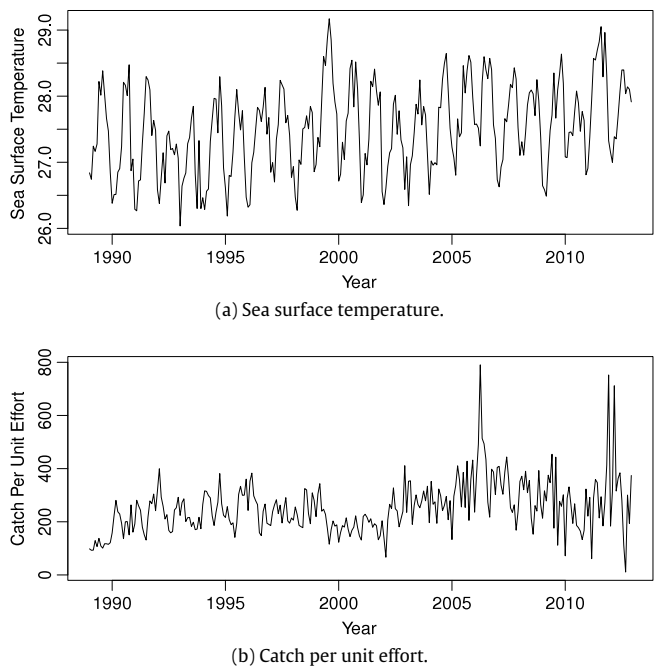 Sea Surface Temperature
29.0
28.0
27.0
26.0
1990 1995 2000 2005 2010
Year
(a) Sea surface temperature.
Catch Per Unit Effort
800
600
400
200
0
1990 1995 2000 2005 2010
Year
(b) Catch per unit effort.